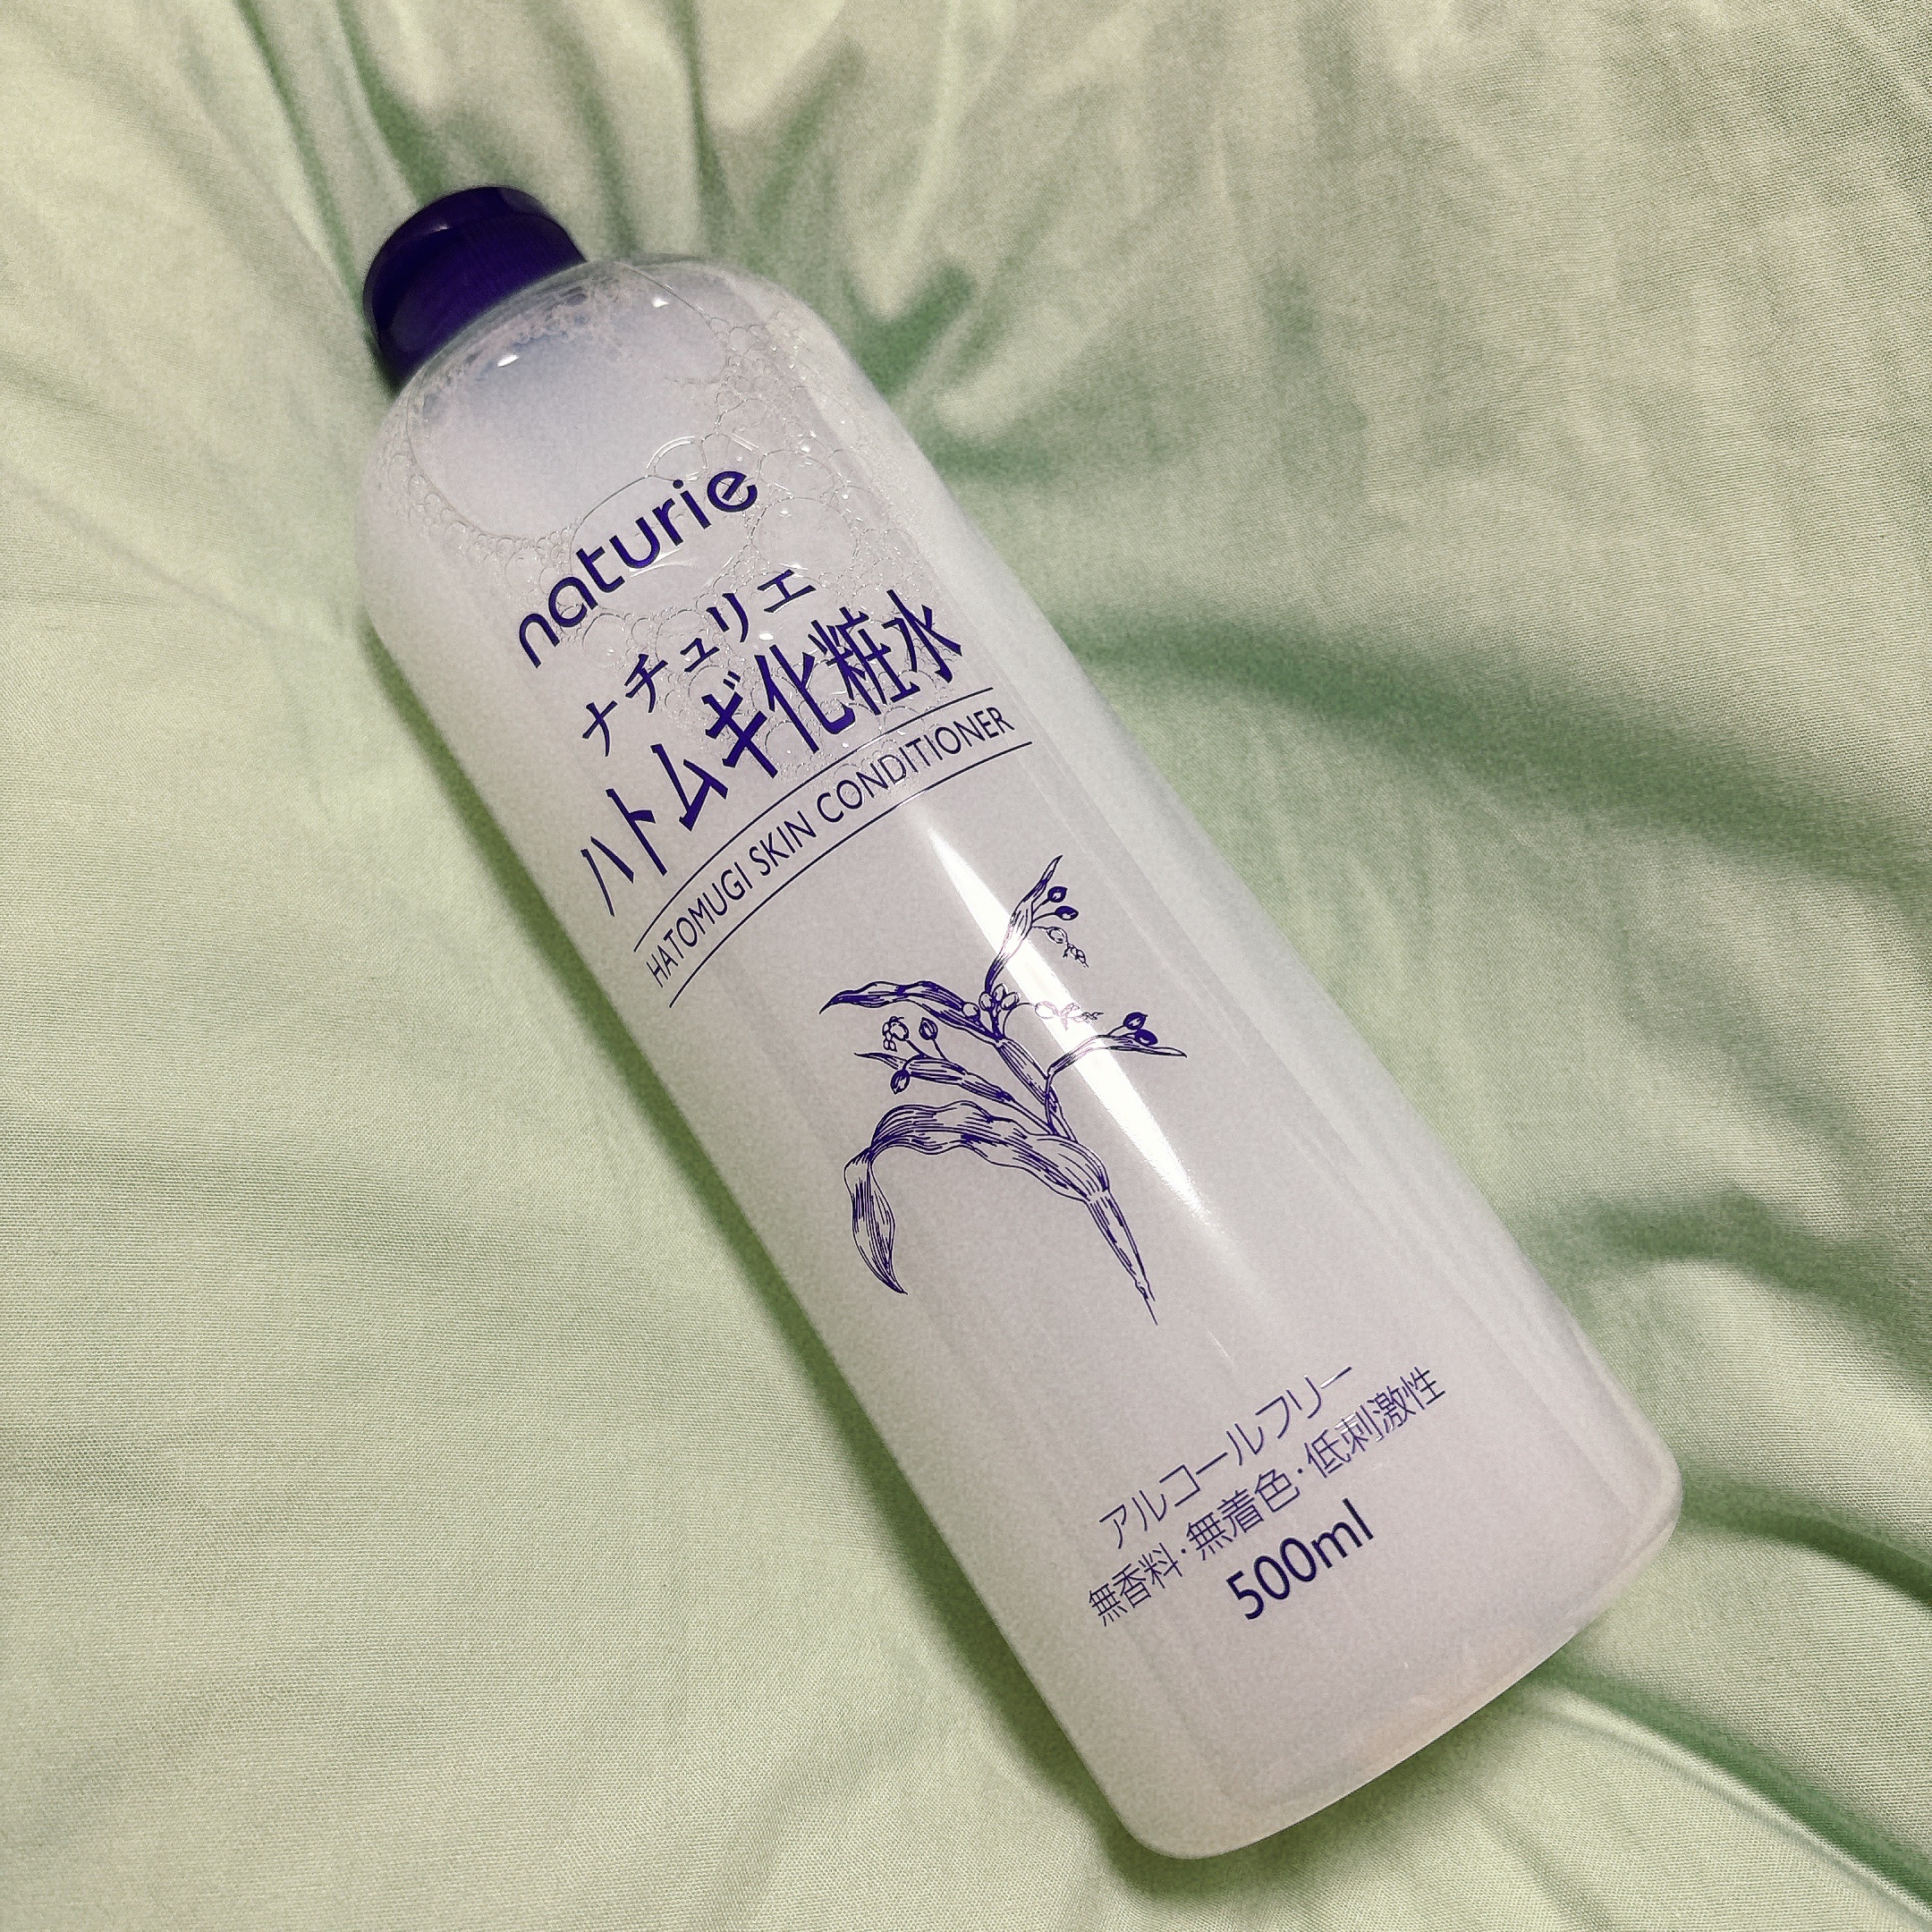 naturie
ナチュリエ
ハトムギ化粧水
HATOMUGI SKIN CONDITIONER
アルコールフリー
無香料・無着色・低刺激性
500ml